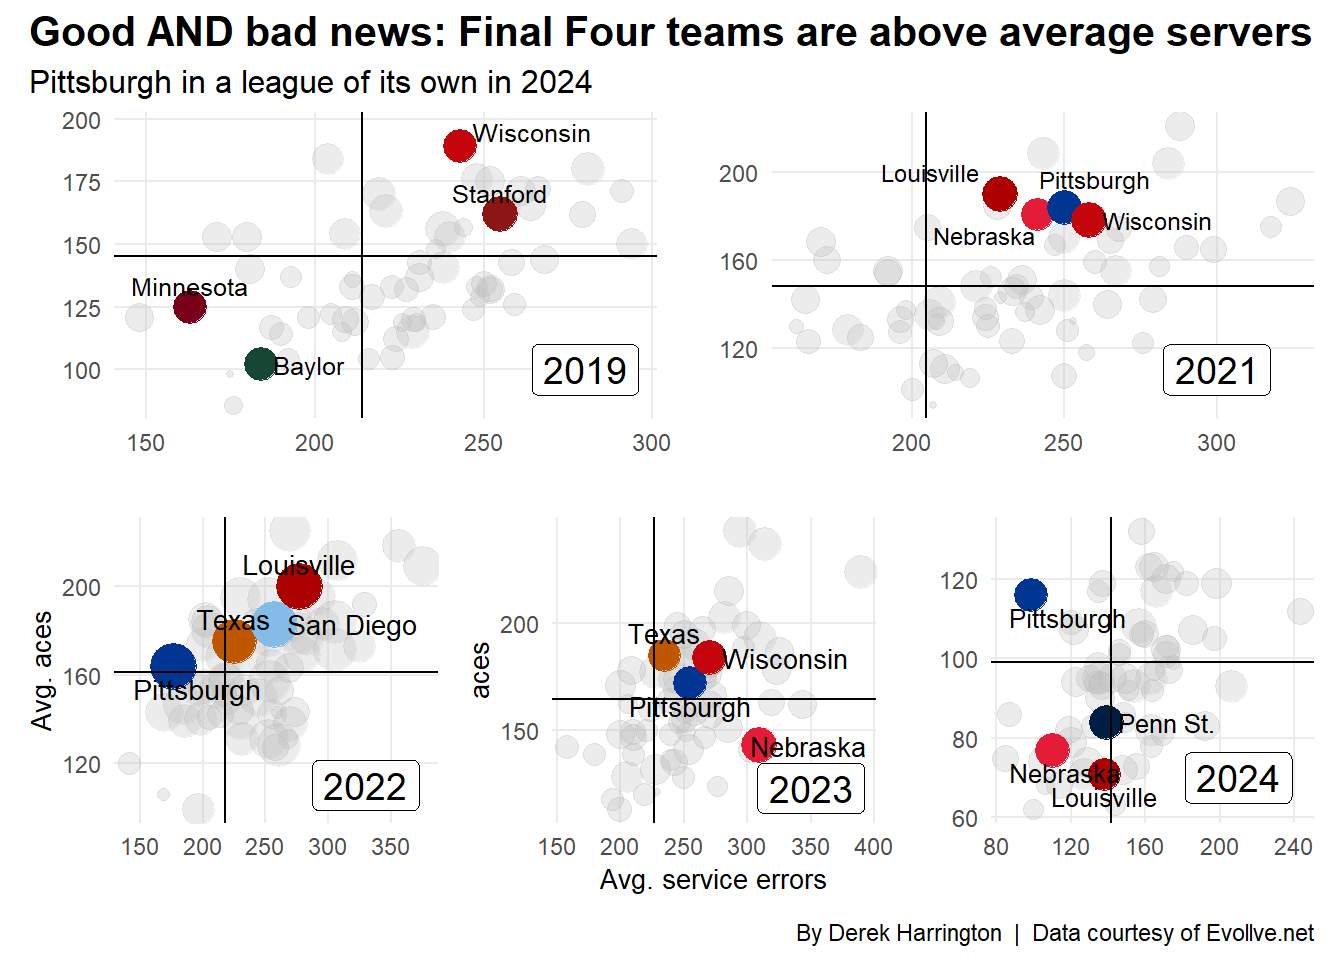 Good AND bad news: Final Four teams are above average servers
Pittsburgh in a league of its own in 2024
200
175
150
125
100
Wisconsin
Stanford
Minnesota
Baylor
2019
150
200
250
300
200
160
120
Louisville
Pittsburgh
Nebraska
Wisconsin
2021
200
250
300
Avg. aces
200
160
120
Louisville
Texas
San Diego
Pittsburgh
2022
150
200
250
300
350
aces
200
150
Texas
Wisconsin
Pittsburgh
Nebraska
2023
150
200
250
300
350
400
Avg. service errors
120
100
80
60
Pittsburgh
Penn St.
Nebraska
Louisville
2024
80
120
160
200
240
By Derek Harrington | Data courtesy of Evollve.net